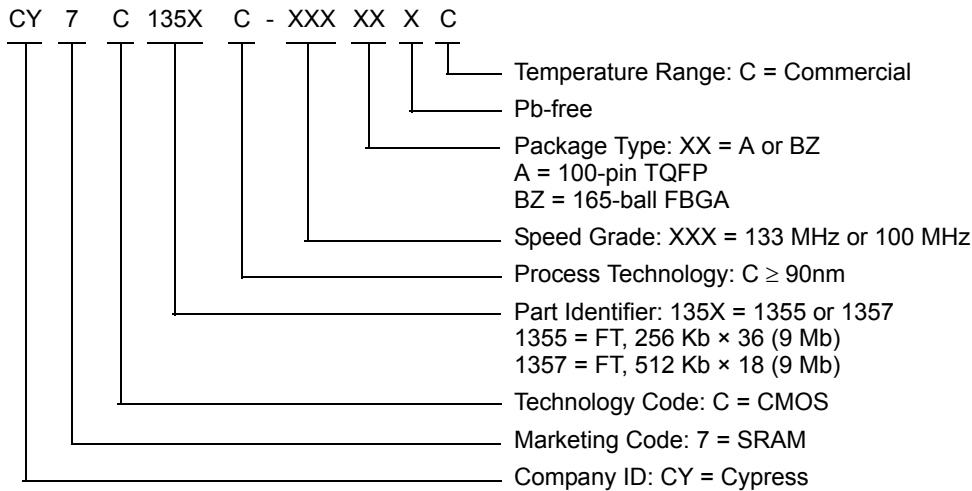 CY 7 C 135X C - XXX XX X C
Temperature Range: C = Commercial
Pb-free
Package Type: XX = A or BZ
A = 100-pin TQFP
BZ = 165-ball FBGA
Speed Grade: XXX = 133 MHz or 100 MHz
Process Technology: C ≥ 90nm
Part Identifier: 135X = 1355 or 1357
1355 = FT, 256 Kb × 36 (9 Mb)
1357 = FT, 512 Kb × 18 (9 Mb)
Technology Code: C = CMOS
Marketing Code: 7 = SRAM
Company ID: CY = Cypress